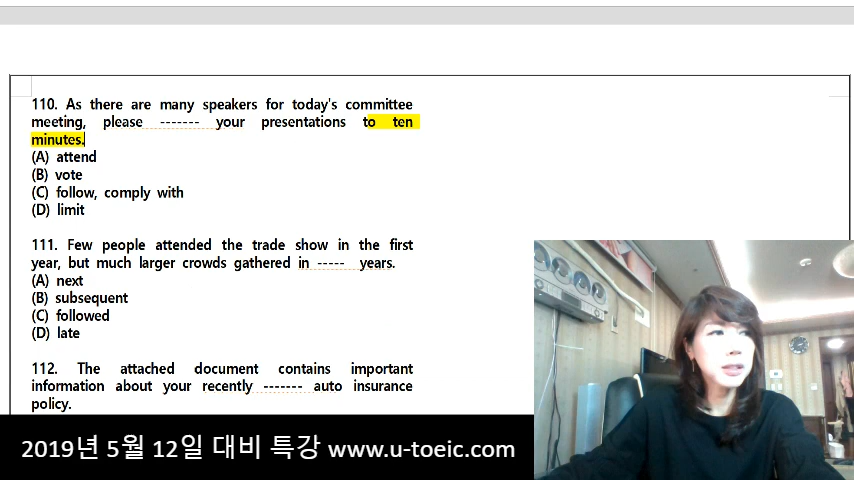 110. As there are many speakers for today's committee
meeting, please ------- your presentations to ten
minutes.
(A) attend
(B) vote
(C) follow, comply with
(D) limit
111. Few people attended the trade show in the first
year, but much larger crowds gathered in ----- years.
(A) next
(B) subsequent
(C) followed
(D) late
112. The attached document contains important
information about your recently ------- auto insurance
policy.
2019년 5월 12일 대비 특강 www.u-toeic.com